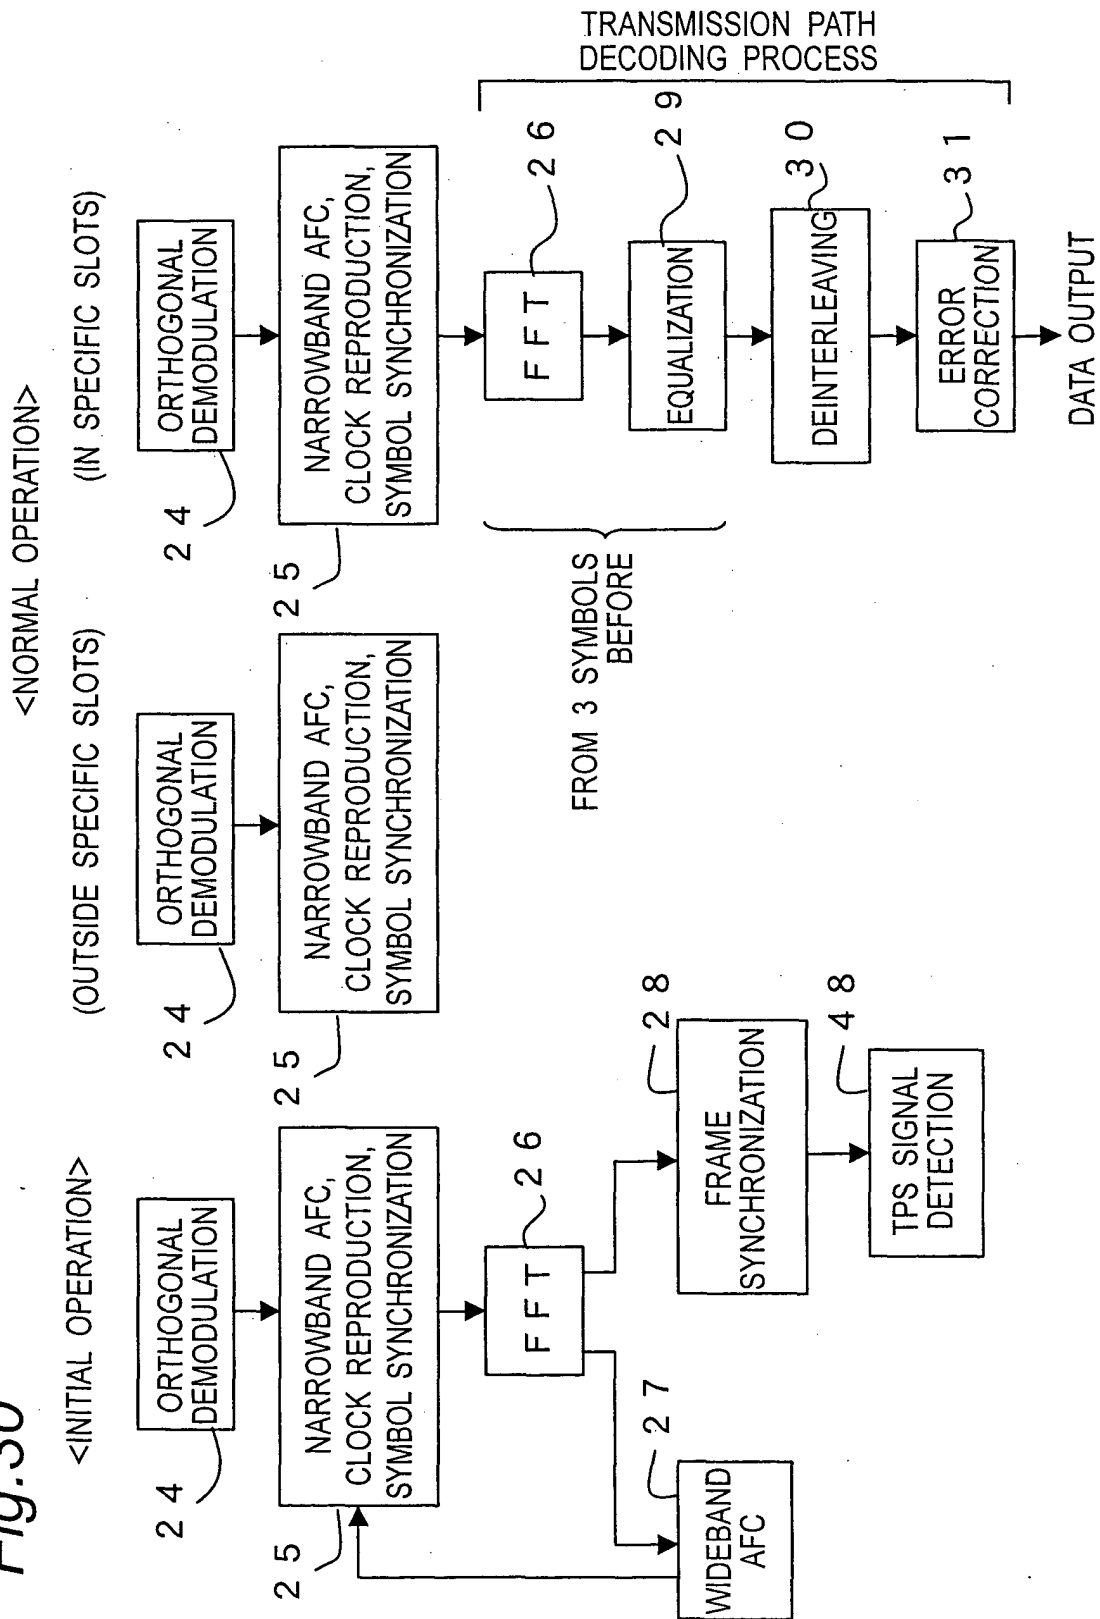 Fig.30
<INITIAL OPERATION>
ORTHOGONAL
DEMODULATION
24
NARROWBAND AFC,
CLOCK REPRODUCTION,
SYMBOL SYNCHRONIZATION
25
FFT
26
WIDEBAND
AFC
27
FRAME
SYNCHRONIZATION
28
TPS SIGNAL
DETECTION
48
<NORMAL OPERATION>
(OUTSIDE SPECIFIC SLOTS)
ORTHOGONAL
DEMODULATION
24
NARROWBAND AFC,
CLOCK REPRODUCTION,
SYMBOL SYNCHRONIZATION
25
(IN SPECIFIC SLOTS)
ORTHOGONAL
DEMODULATION
24
NARROWBAND AFC,
CLOCK REPRODUCTION,
SYMBOL SYNCHRONIZATION
25
FROM 3 SYMBOLS
BEFORE
FFT
26
EQUALIZATION
29
DEINTERLEAVING
30
ERROR
CORRECTION
31
DATA OUTPUT
TRANSMISSION PATH
DECODING PROCESS